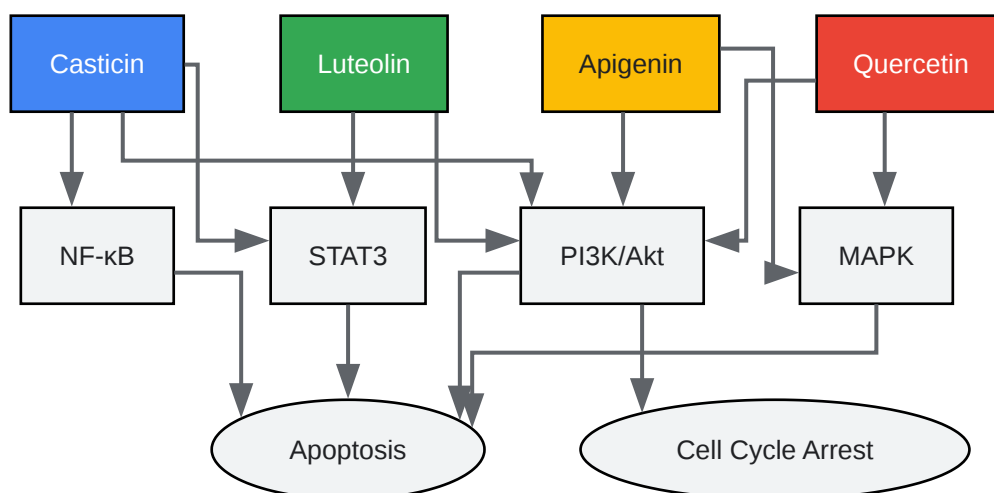 Casticin
Luteolin
Apigenin
Quercetin
NF-κB
STAT3
PI3K/Akt
MAPK
Apoptosis
Cell Cycle Arrest